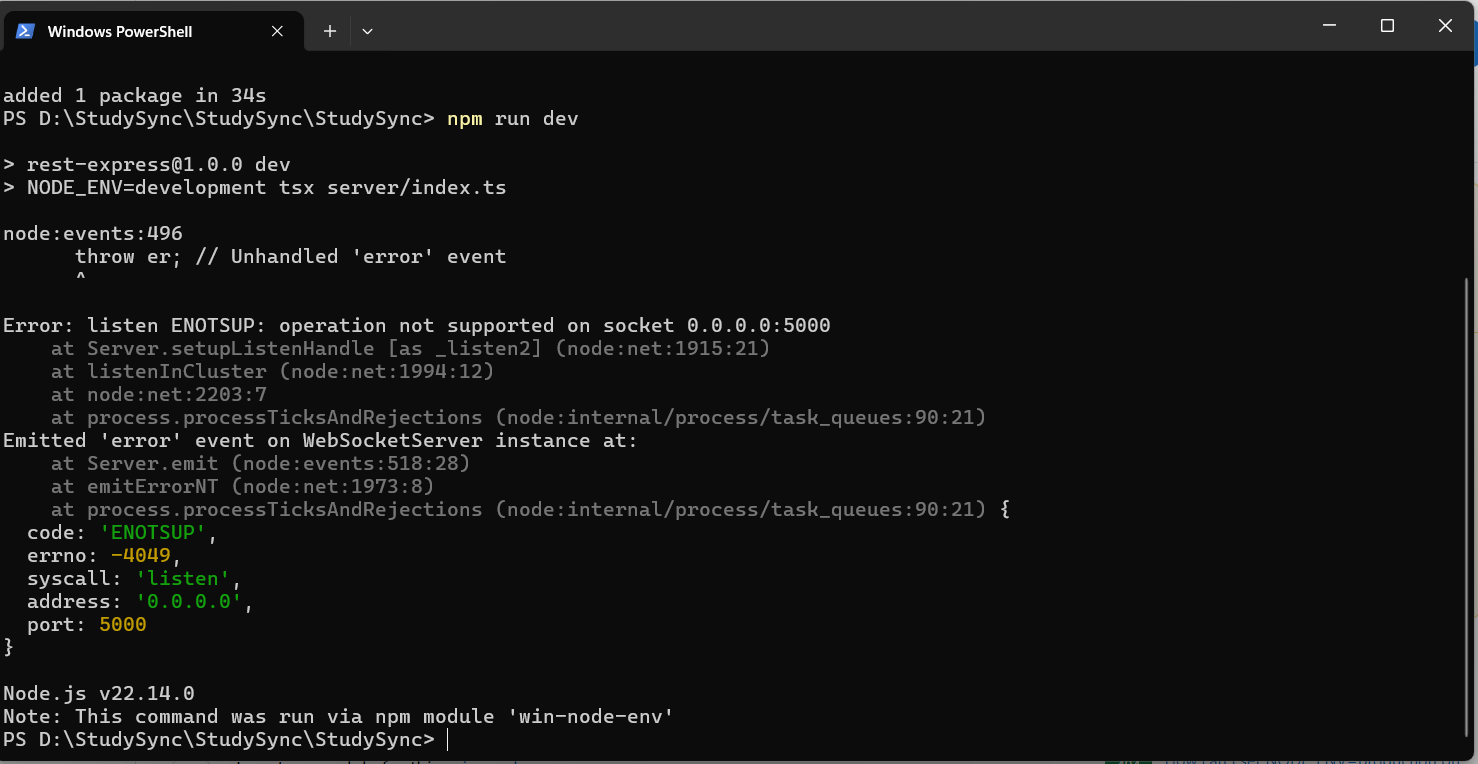 Windows PowerShell
added 1 package in 34s
PS D:\StudySync\StudySync\StudySync> npm run dev
> rest-express@1.0.0 dev
> NODE_ENV=development tsx server/index.ts
node:events:496
      throw er; // Unhandled 'error' event
      ^
Error: listen ENOTSUP: operation not supported on socket 0.0.0.0:5000
    at Server.setupListenHandle [as _listen2] (node:net:1915:21)
    at listenInCluster (node:net:1994:12)
    at node:net:2203:7
    at process.processTicksAndRejections (node:internal/process/task_queues:90:21)
Emitted 'error' event on WebSocketServer instance at:
    at Server.emit (node:events:518:28)
    at emitErrorNT (node:net:1973:8)
    at process.processTicksAndRejections (node:internal/process/task_queues:90:21) {
  code: 'ENOTSUP',
  errno: -4049,
  syscall: 'listen',
  address: '0.0.0.0',
  port: 5000
}
Node.js v22.14.0
Note: This command was run via npm module 'win-node-env'
PS D:\StudySync\StudySync\StudySync>